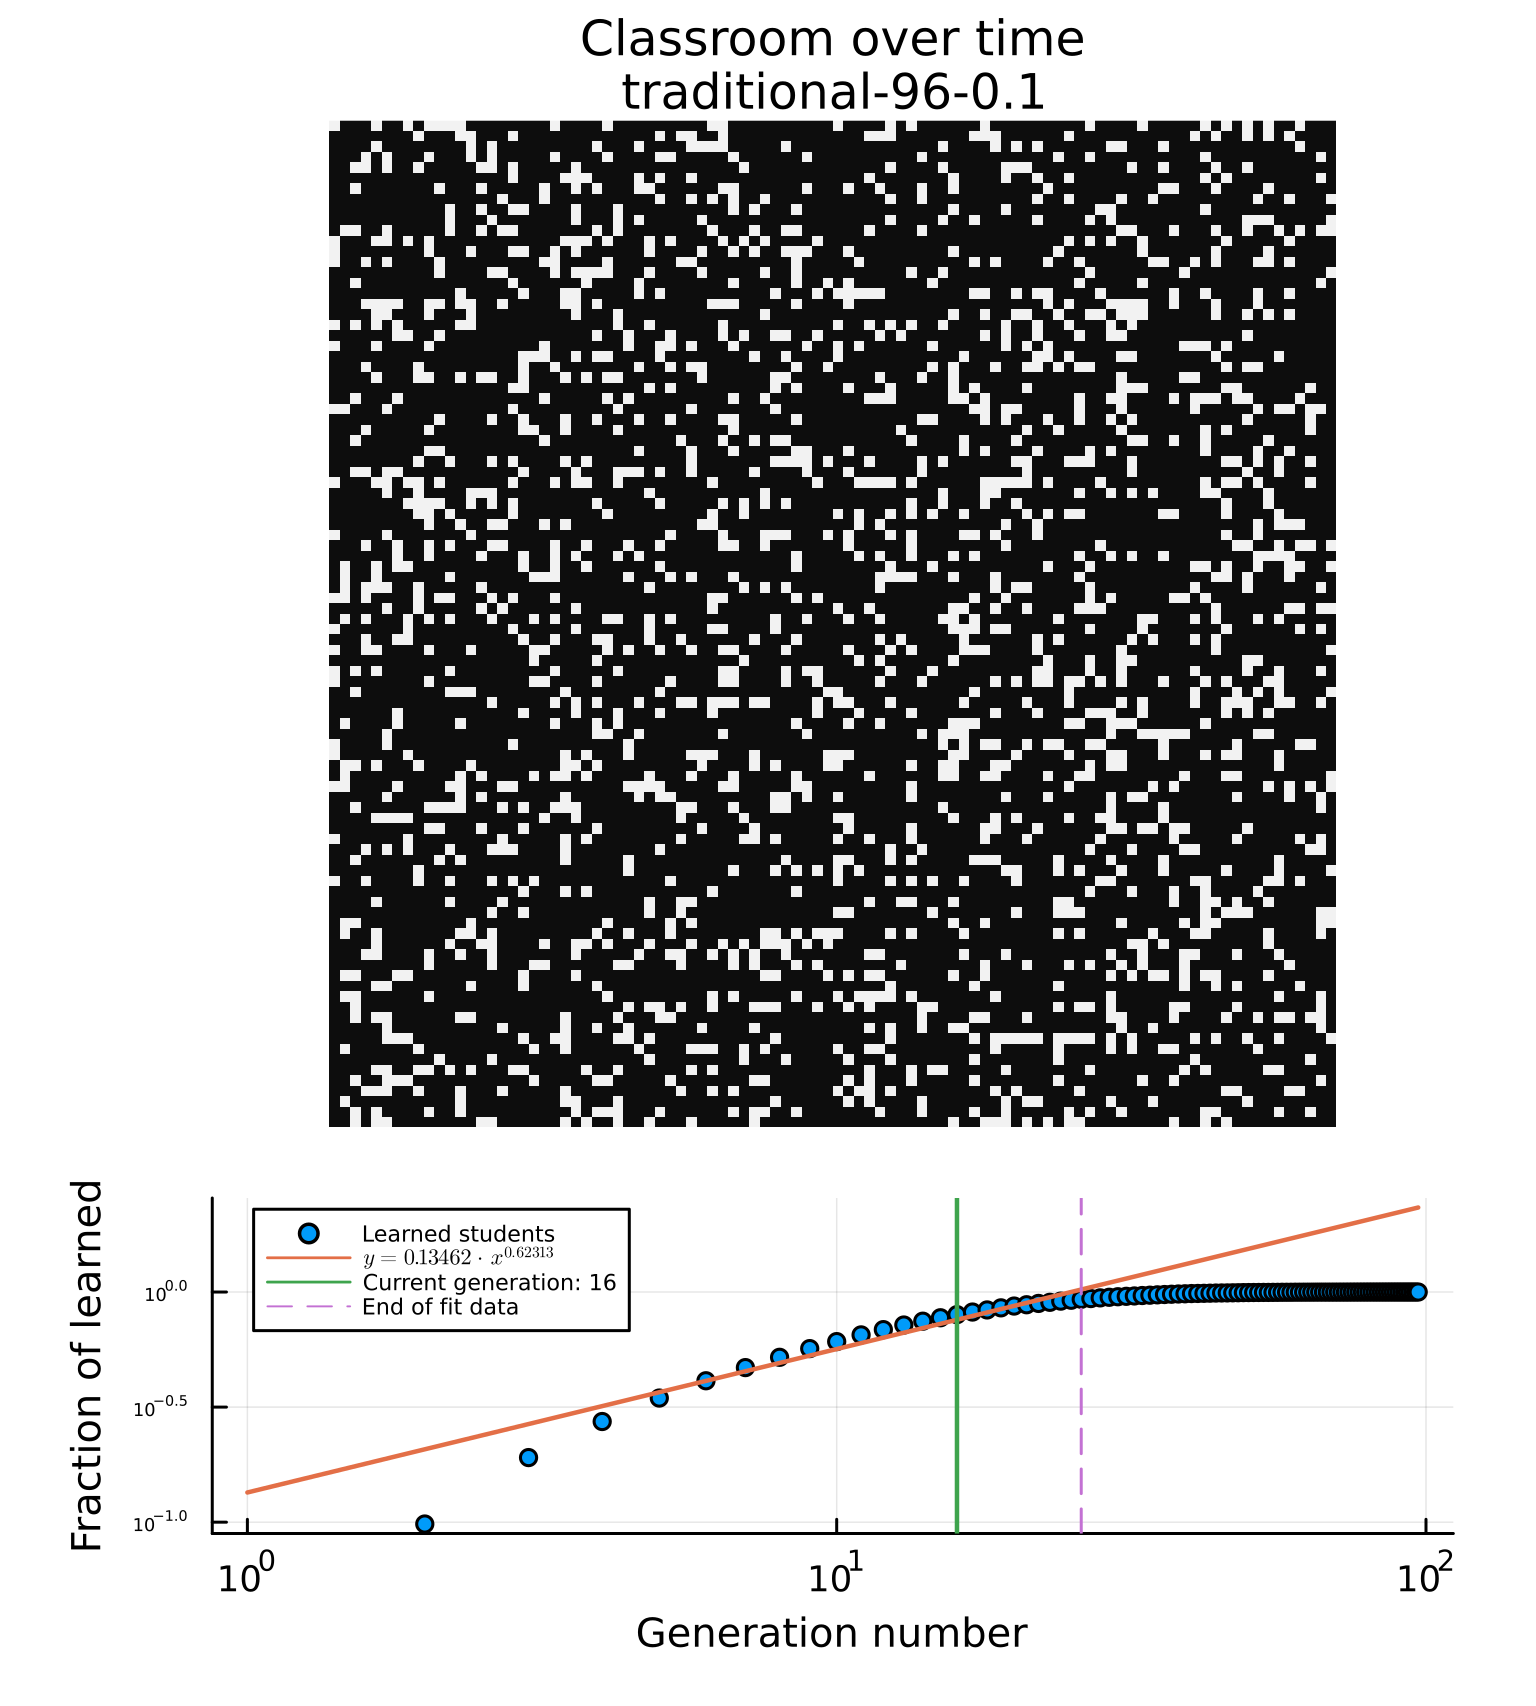 Classroom over time
traditional-96-0.1
Fraction of learned
Learned students
y = 0.13462 · x^0.62313
Current generation: 16
End of fit data
10^0.0
10^−0.5
10^−1.0
10^0 10^1 10^2
Generation number